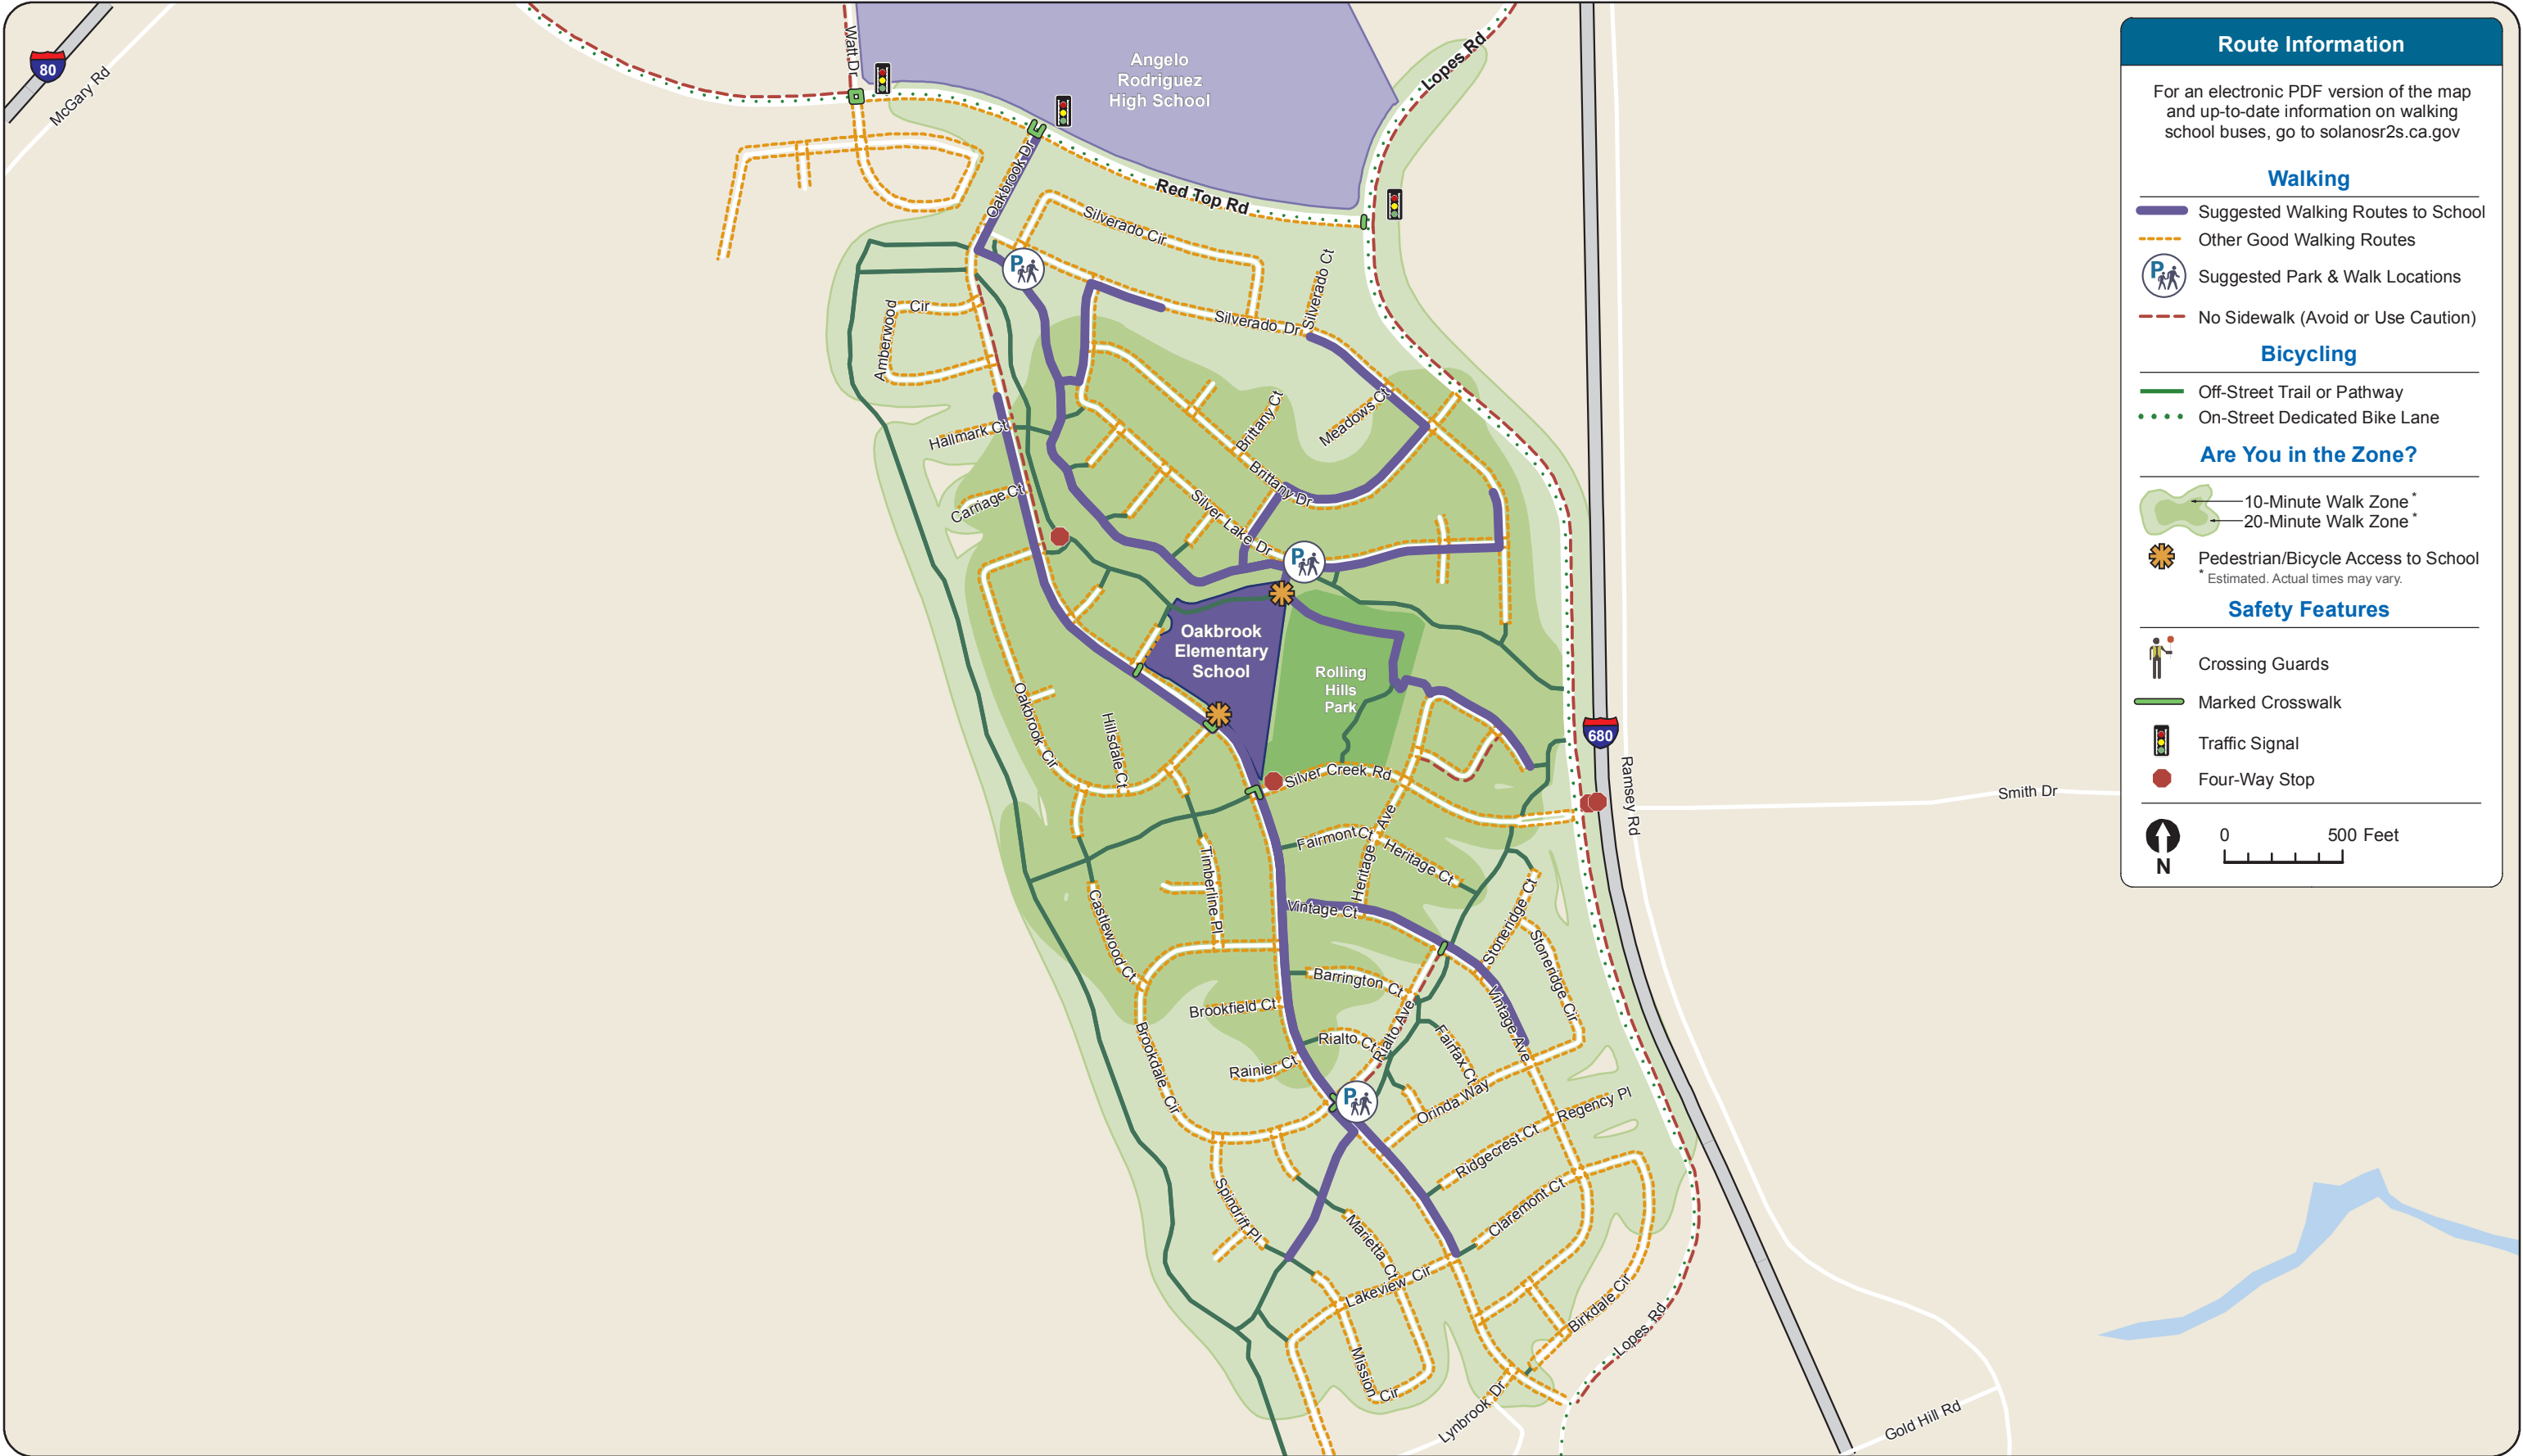 80
McGary Rd
Watt Dr
Angelo
Rodriguez
High School
Lopes Rd
Oakbrook Dr
Red Top Rd
Silverado Cir
Silverado Ct
Silverado Dr
Cir
Amberwood
Hallmark Ct
Carriage Ct
Brittany Ct
Meadows Ct
Brittany Dr
Silver Lake Dr
P
P
Oakbrook
Elementary
School
Rolling
Hills
Park
Oakbrook Cir
Hillsdale Ct
Silver Creek Rd
680
Ramsey Rd
Smith Dr
Fairmont Ct
Heritage Ave
Heritage Ct
Timberline Pl
Castlewood Ct
Vintage Ct
Stoneridge Ct
Stoneridge Cir
Barrington Ct
Brookfield Ct
Vintage Ave
Rialto Ct
Rialto Ave
Fairfax Ct
Rainier Ct
Brookdale Cir
P
Orinda Way
Regency Pl
Ridgecrest Ct
Spindrift Pl
Claremont Ct
Marietta Ct
Lakeview Cir
Birkdale Cir
Lopes Rd
Mission Cir
Lynbrook Dr
Gold Hill Rd
Route Information
For an electronic PDF version of the map
and up-to-date information on walking
school buses, go to solanosr2s.ca.gov
Walking
Suggested Walking Routes to School
Other Good Walking Routes
P
Suggested Park & Walk Locations
No Sidewalk (Avoid or Use Caution)
Bicycling
Off-Street Trail or Pathway
On-Street Dedicated Bike Lane
Are You in the Zone?
10-Minute Walk Zone *
20-Minute Walk Zone *
Pedestrian/Bicycle Access to School
* Estimated. Actual times may vary.
Safety Features
Crossing Guards
Marked Crosswalk
Traffic Signal
Four-Way Stop
N
0 500 Feet